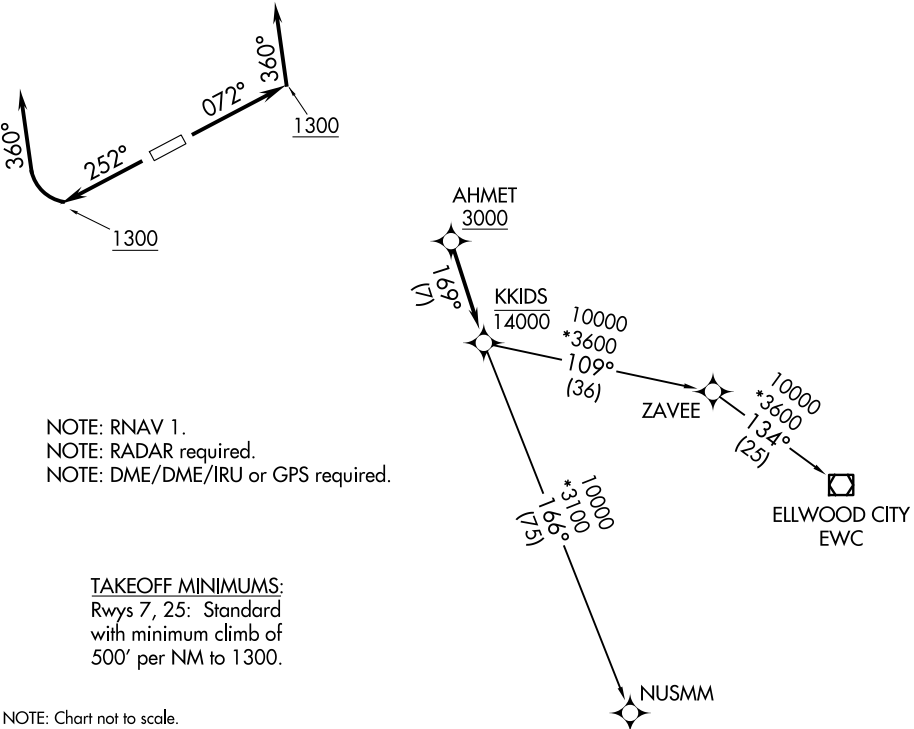 360°
072°
1300
360°
252°
1300
AHMET
3000
169°
(7)
KKIDS
14000
10000
*3600
109°
(36)
ZAVEE
10000
*3600
134°
(25)
ELLWOOD CITY
EWC
10000
*3100
166°
(75)
NUSMM
NOTE: RNAV 1.
NOTE: RADAR required.
NOTE: DME/DME/IRU or GPS required.
TAKEOFF MINIMUMS:
Rwys 7, 25: Standard
with minimum climb of
500' per NM to 1300.
NOTE: Chart not to scale.